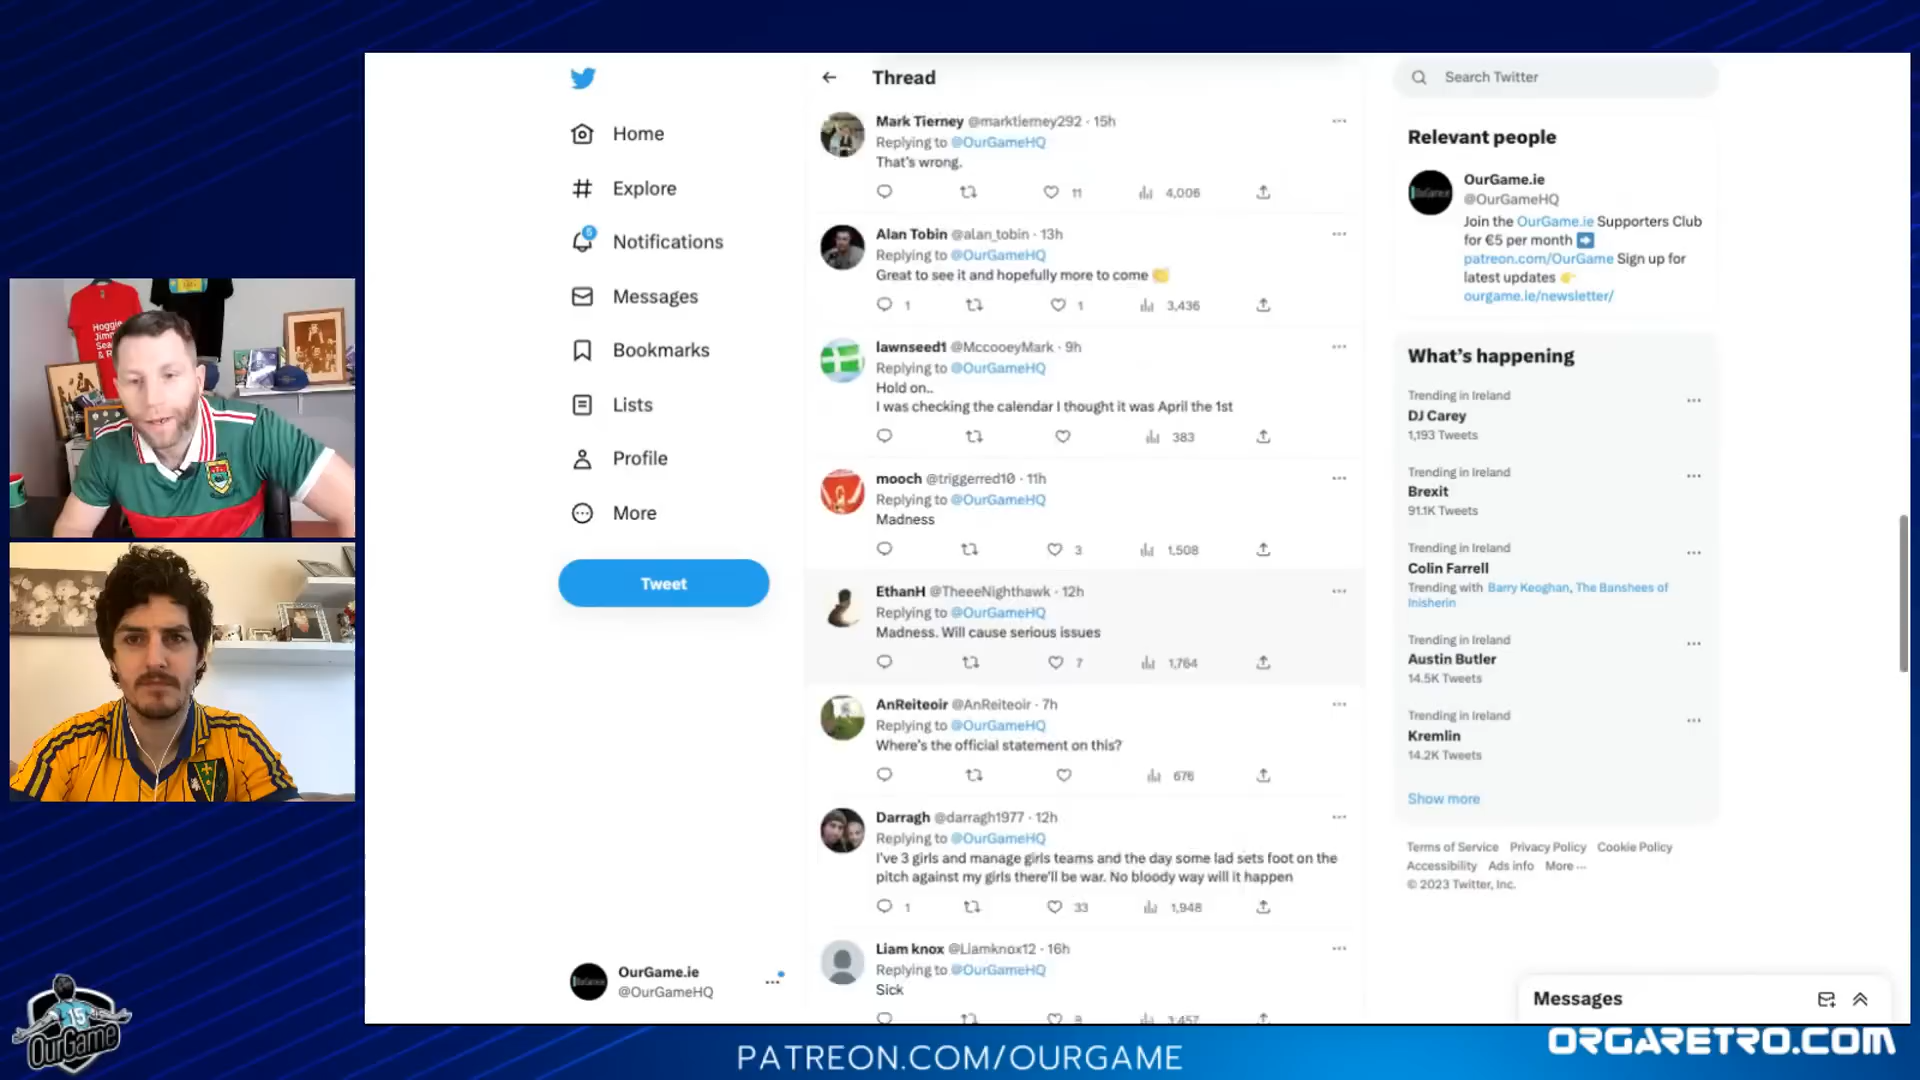 Thread
Search Twitter
Home
Explore
5
Notifications
Messages
Bookmarks
Lists
Profile
More
Tweet
OurGame.ie
@OurGameHQ
Mark Tierney @marktierney292 · 15h
Replying to @OurGameHQ
That's wrong.
11
4,006
Alan Tobin @alan_tobin · 13h
Replying to @OurGameHQ
Great to see it and hopefully more to come 👏
1
1
3,436
lawnseed1 @MccooeyMark · 9h
Replying to @OurGameHQ
Hold on..
I was checking the calendar I thought it was April the 1st
383
mooch @triggerred10 · 11h
Replying to @OurGameHQ
Madness
3
1,508
EthanH @TheeeNighthawk · 12h
Replying to @OurGameHQ
Madness. Will cause serious issues
7
1,764
AnReiteoir @AnReiteoir · 7h
Replying to @OurGameHQ
Where's the official statement on this?
676
Darragh @darragh1977 · 12h
Replying to @OurGameHQ
I've 3 girls and manage girls teams and the day some lad sets foot on the
pitch against my girls there'll be war. No bloody way will it happen
1
33
1,948
Liam knox @Liamknox12 · 16h
Replying to @OurGameHQ
Sick
3,457
Relevant people
OurGame.ie
@OurGameHQ
Join the OurGame.ie Supporters Club
for €5 per month ➡️
patreon.com/OurGame Sign up for
latest updates 👉
ourgame.ie/newsletter/
What's happening
Trending in Ireland
DJ Carey
1,193 Tweets
Trending in Ireland
Brexit
91.1K Tweets
Trending in Ireland
Colin Farrell
Trending with Barry Keoghan, The Banshees of
Inisherin
Trending in Ireland
Austin Butler
14.5K Tweets
Trending in Ireland
Kremlin
14.2K Tweets
Show more
Terms of Service Privacy Policy Cookie Policy
Accessibility Ads info More ...
© 2023 Twitter, Inc.
Messages
Hoggie
15
OurGame
PATREON.COM/OURGAME
ORGARETRO.COM